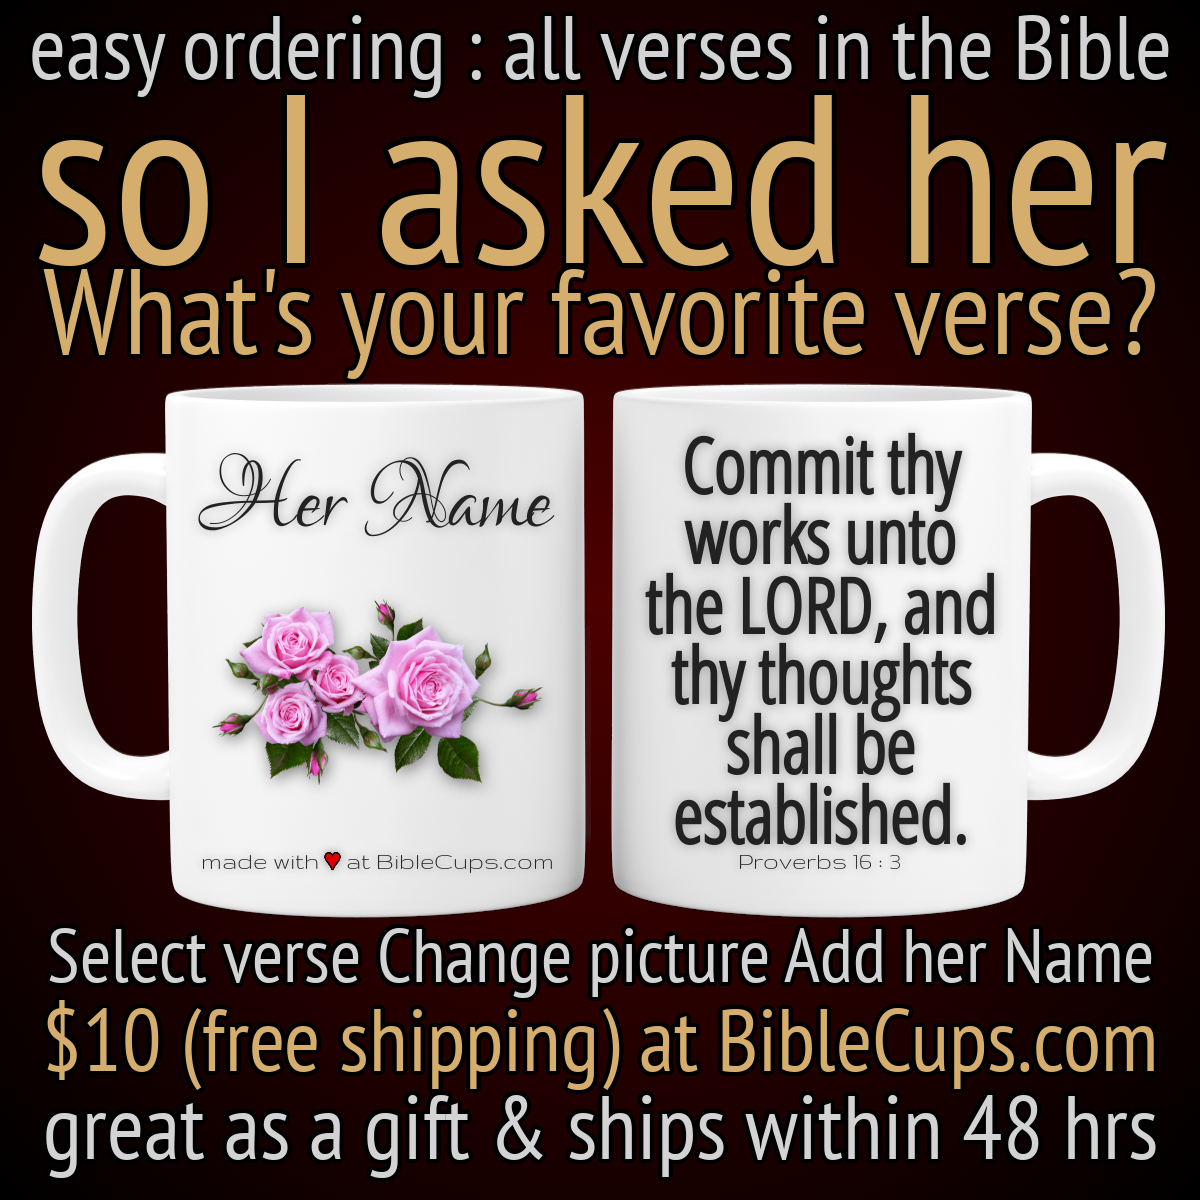 easy ordering : all verses in the Bible
so I asked her
What's your favorite verse?
Her Name
made with ❤ at BibleCups.com
Commit thy
works unto
the LORD, and
thy thoughts
shall be
established.
Proverbs 16 : 3
Select verse Change picture Add her Name
$10 (free shipping) at BibleCups.com
great as a gift & ships within 48 hrs